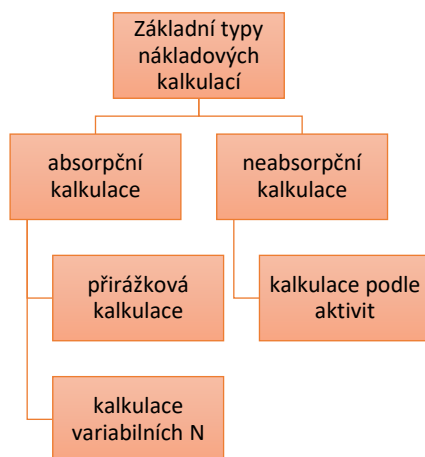 Základní typy
nákladových
kalkulací
absorpční
kalkulace
neabsorpční
kalkulace
přirážková
kalkulace
kalkulace podle
aktivit
kalkulace
variabilních N